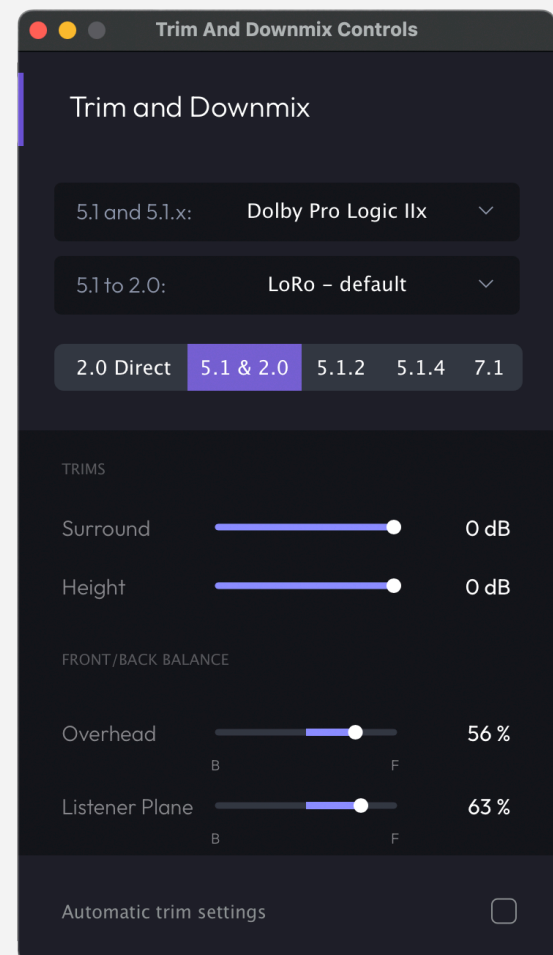 Trim And Downmix Controls
Trim and Downmix
5.1 and 5.1.x: Dolby Pro Logic IIx
5.1 to 2.0: LoRo – default
2.0 Direct 5.1 & 2.0 5.1.2 5.1.4 7.1
TRIMS
Surround 0 dB
Height 0 dB
FRONT/BACK BALANCE
Overhead 56 %
B F
Listener Plane 63 %
B F
Automatic trim settings